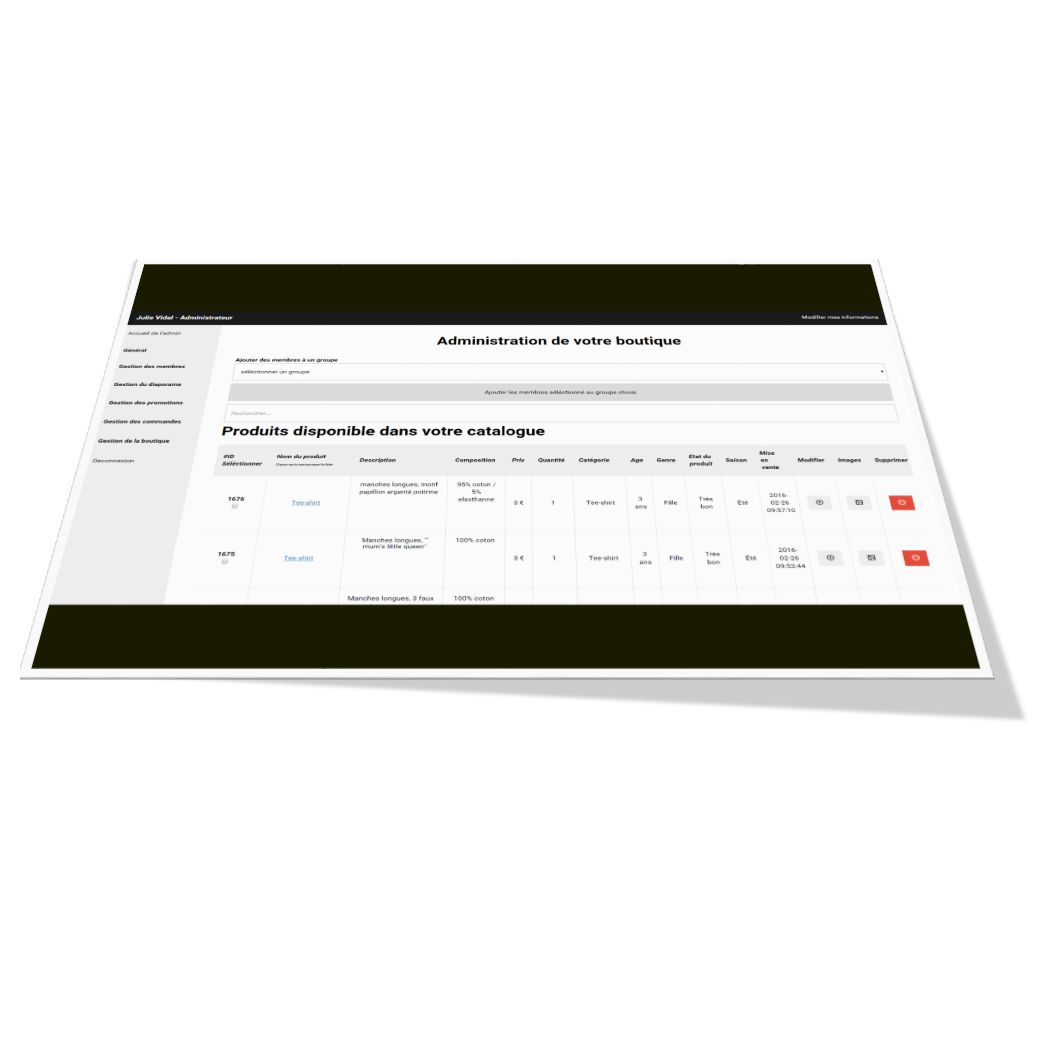 Julie Vidal - Administrateur
Modifier mes informations
Accueil de l'admin
Général
Gestion des membres
Gestion du diaporama
Gestion des promotions
Gestion des commandes
Gestion de la boutique
Deconnexion
Administration de votre boutique
Ajouter des membres à un groupe
séléctionner un groupe
Ajouter les membres séléctionné au groupe choisi
Rechercher...
Produits disponible dans votre catalogue
#ID Séléctionner
Nom du produit
Description
Composition
Prix
Quantité
Catégorie
Age
Genre
Etat du produit
Saison
Mise en vente
Modifier
Images
Supprimer
1676
Tee-shirt
manches longues, motif
papillon argenté poitrine
95% coton /
5%
elasthanne
3 €
1
Tee-shirt
3
ans
Fille
Très
bon
Été
2016-
02-26
09:57:10
1675
Tee-shirt
Manches longues, "
mum's little queen"
100% coton
3 €
1
Tee-shirt
3
ans
Fille
Très
bon
Été
2016-
02-26
09:53:44
Manches longues, 3 faux
100% coton